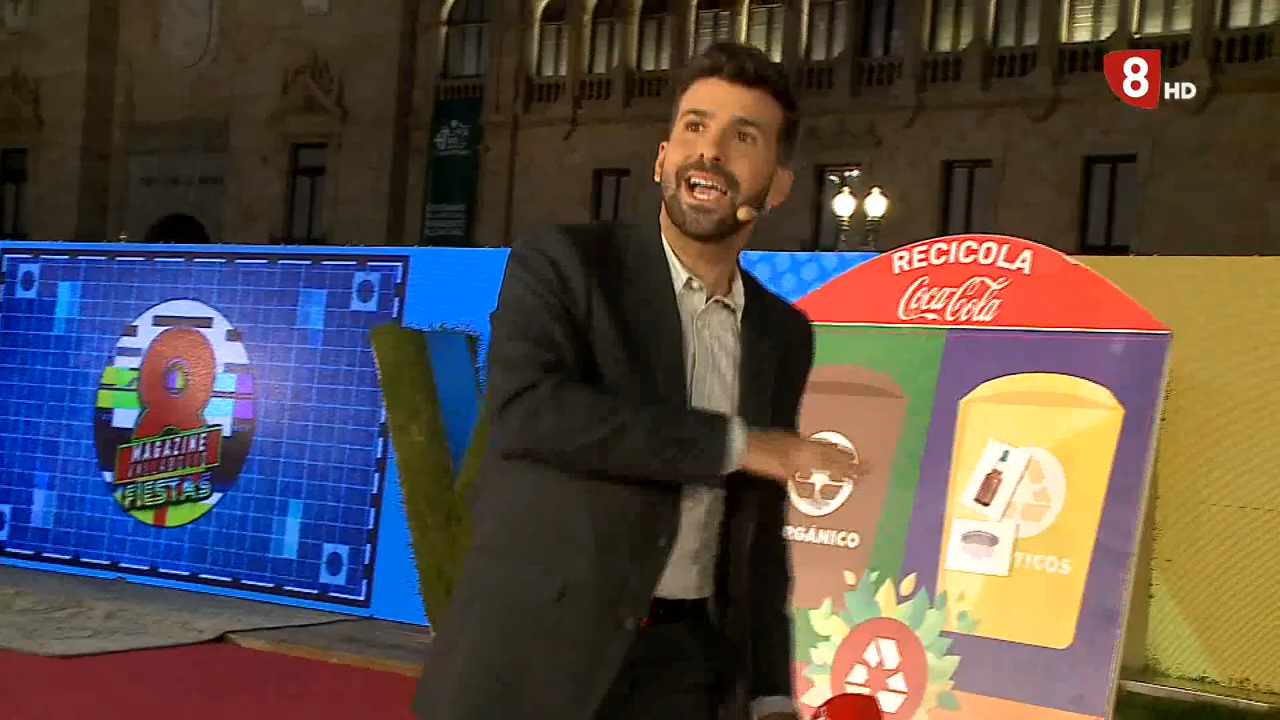 8 HD
RECICOLA
Coca-Cola
8
MAGAZINE
FIESTAS
RGÁNICO
TICOS